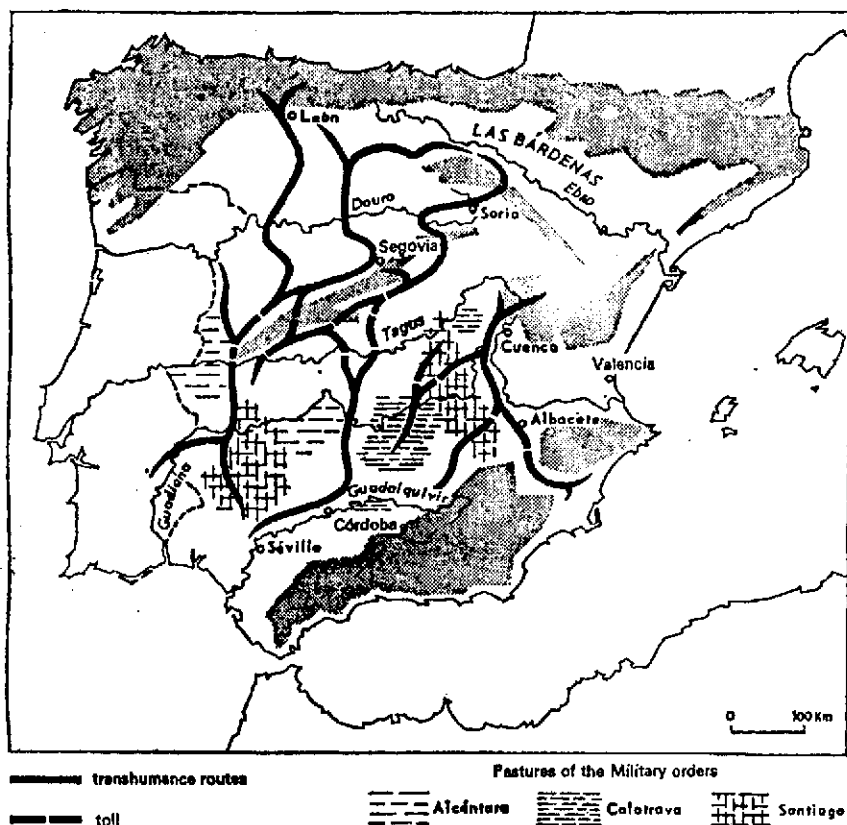 León
LAS BÁRDENAS
EBRO
Douro
Soria
Segovia
Tagus
Cuenca
Valencia
Albacete
Guadiana
Guadalquivir
Córdoba
Séville
0 100 Km
transhumance routes
toll
Pastures of the Military orders
Alcántara Calatrava Santiago